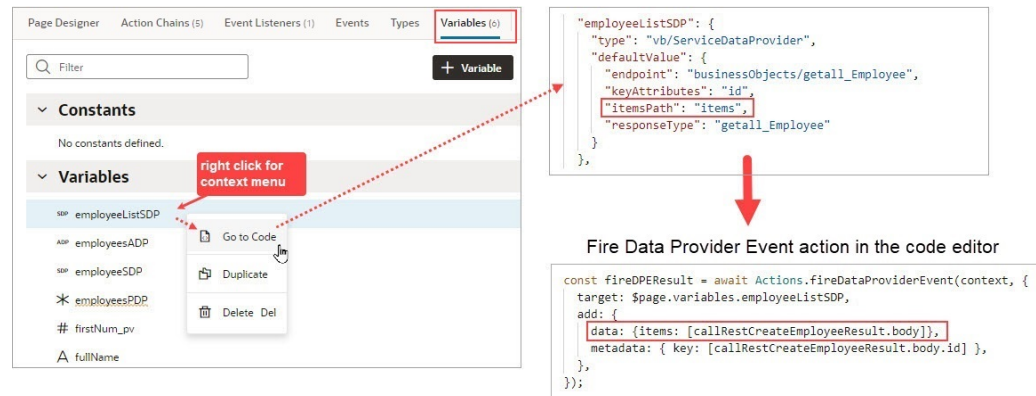 Page Designer Action Chains (5) Event Listeners (1) Events Types Variables (6)
Filter
+ Variable
Constants
No constants defined.
Variables
right click for
context menu
SDP employeeListSDP
ADP employeesADP
SDP employeeSDP
employeesPDP
# firstNum_pv
A fullName
Go to Code
Duplicate
Delete Del
"employeeListSDP": {
"type": "vb/ServiceDataProvider",
"defaultValue": {
"endpoint": "businessObjects/getall_Employee",
"keyAttributes": "id",
"itemsPath": "items",
"responseType": "getall_Employee"
}
},
Fire Data Provider Event action in the code editor
const fireDPEResult = await Actions.fireDataProviderEvent(context, {
target: $page.variables.employeeListSDP,
add: {
data: {items: [callRestCreateEmployeeResult.body]},
metadata: { key: [callRestCreateEmployeeResult.body.id] },
},
});